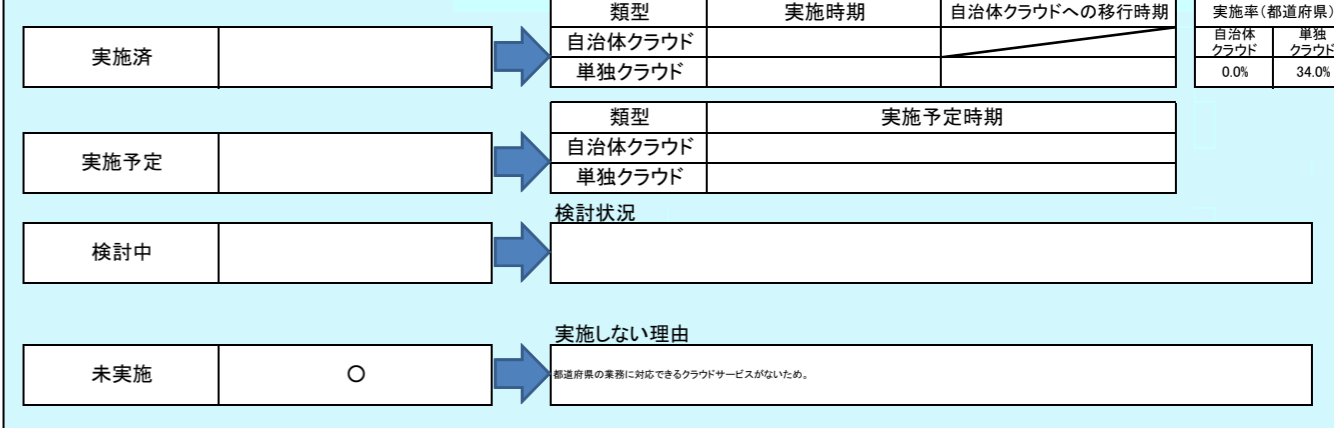 類型 実施時期 自治体クラウドへの移行時期 実施率(都道府県)
実施済 自治体クラウド 自治体クラウド 単独クラウド
単独クラウド 0.0% 34.0%
類型 実施予定時期
実施予定 自治体クラウド
単独クラウド
検討状況
検討中
実施しない理由
未実施 ○ 都道府県の業務に対応できるクラウドサービスがないため。